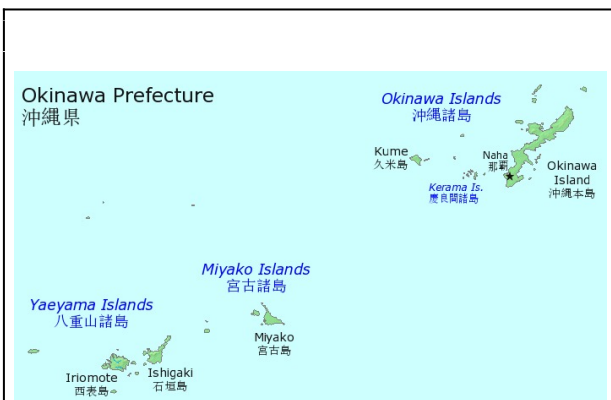 Okinawa Prefecture
沖縄県
Okinawa Islands
沖縄諸島
Kume
久米島
Naha
那覇
Okinawa
Island
沖縄本島
Kerama Is.
慶良間諸島
Miyako Islands
宮古諸島
Miyako
宮古島
Yaeyama Islands
八重山諸島
Ishigaki
石垣島
Iriomote
西表島